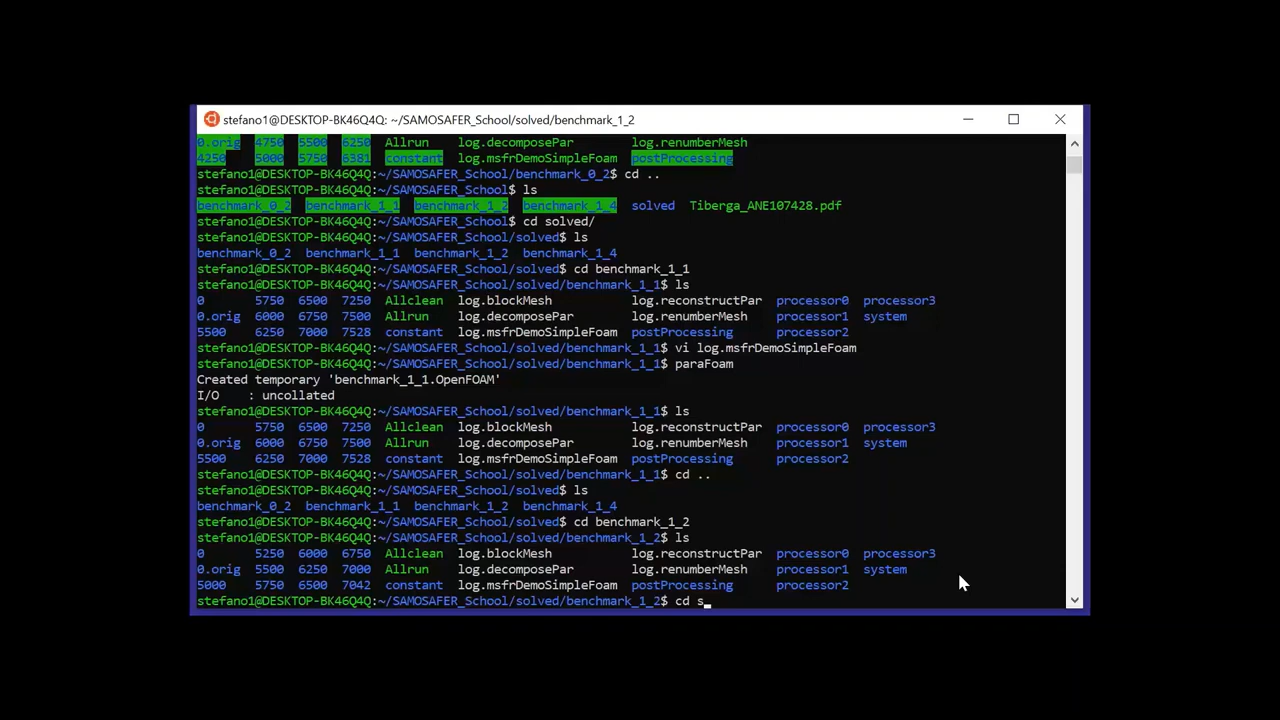 stefano1@DESKTOP-BK46Q4Q: ~/SAMOSAFER_School/solved/benchmark_1_2
0.orig 4750 5500 6250 Allrun log.decomposePar log.renumberMesh
4250 5000 5750 6381 constant log.msfrDemoSimpleFoam postProcessing
stefano1@DESKTOP-BK46Q4Q:~/SAMOSAFER_School/benchmark_0_2$ cd ..
stefano1@DESKTOP-BK46Q4Q:~/SAMOSAFER_School$ ls
benchmark_0_2 benchmark_1_1 benchmark_1_2 benchmark_1_4 solved Tiberga_ANE107428.pdf
stefano1@DESKTOP-BK46Q4Q:~/SAMOSAFER_School$ cd solved/
stefano1@DESKTOP-BK46Q4Q:~/SAMOSAFER_School/solved$ ls
benchmark_0_2 benchmark_1_1 benchmark_1_2 benchmark_1_4
stefano1@DESKTOP-BK46Q4Q:~/SAMOSAFER_School/solved$ cd benchmark_1_1
stefano1@DESKTOP-BK46Q4Q:~/SAMOSAFER_School/solved/benchmark_1_1$ ls
0 5750 6500 7250 Allclean log.blockMesh log.reconstructPar processor0 processor3
0.orig 6000 6750 7500 Allrun log.decomposePar log.renumberMesh processor1 system
5500 6250 7000 7528 constant log.msfrDemoSimpleFoam postProcessing processor2
stefano1@DESKTOP-BK46Q4Q:~/SAMOSAFER_School/solved/benchmark_1_1$ vi log.msfrDemoSimpleFoam
stefano1@DESKTOP-BK46Q4Q:~/SAMOSAFER_School/solved/benchmark_1_1$ paraFoam
Created temporary 'benchmark_1_1.OpenFOAM'
I/O : uncollated
stefano1@DESKTOP-BK46Q4Q:~/SAMOSAFER_School/solved/benchmark_1_1$ ls
0 5750 6500 7250 Allclean log.blockMesh log.reconstructPar processor0 processor3
0.orig 6000 6750 7500 Allrun log.decomposePar log.renumberMesh processor1 system
5500 6250 7000 7528 constant log.msfrDemoSimpleFoam postProcessing processor2
stefano1@DESKTOP-BK46Q4Q:~/SAMOSAFER_School/solved/benchmark_1_1$ cd ..
stefano1@DESKTOP-BK46Q4Q:~/SAMOSAFER_School/solved$ ls
benchmark_0_2 benchmark_1_1 benchmark_1_2 benchmark_1_4
stefano1@DESKTOP-BK46Q4Q:~/SAMOSAFER_School/solved$ cd benchmark_1_2
stefano1@DESKTOP-BK46Q4Q:~/SAMOSAFER_School/solved/benchmark_1_2$ ls
0 5250 6000 6750 Allclean log.blockMesh log.reconstructPar processor0 processor3
0.orig 5500 6250 7000 Allrun log.decomposePar log.renumberMesh processor1 system
5000 5750 6500 7042 constant log.msfrDemoSimpleFoam postProcessing processor2
stefano1@DESKTOP-BK46Q4Q:~/SAMOSAFER_School/solved/benchmark_1_2$ cd s